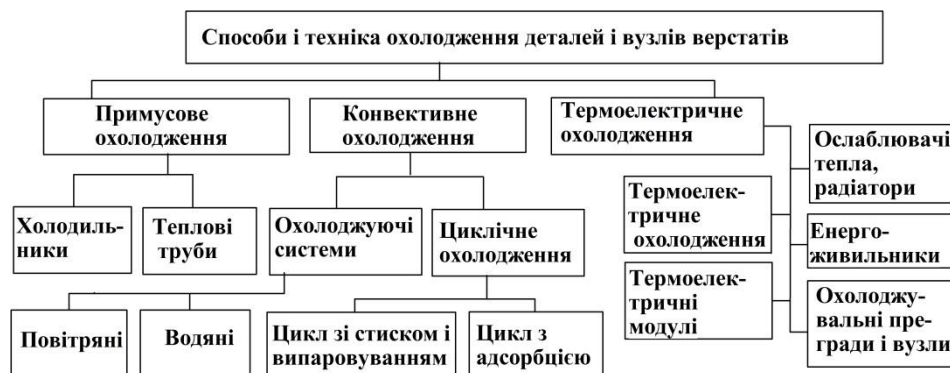 Способи і техніка охолодження деталей і вузлів верстатів
Примусове
охолодження
Конвективне
охолодження
Термоелектричне
охолодження
Холодиль-
ники
Теплові
труби
Охолоджуючі
системи
Циклічне
охолодження
Термоелек-
тричне
охолодження
Ослаблювачі
тепла,
радіатори
Енерго-
живильники
Повітряні
Водяні
Цикл зі стиском і
випаровуванням
Цикл з
адсорбцією
Термоелек-
тричні
модулі
Охолоджу-
вальні пре-
гради і вузли